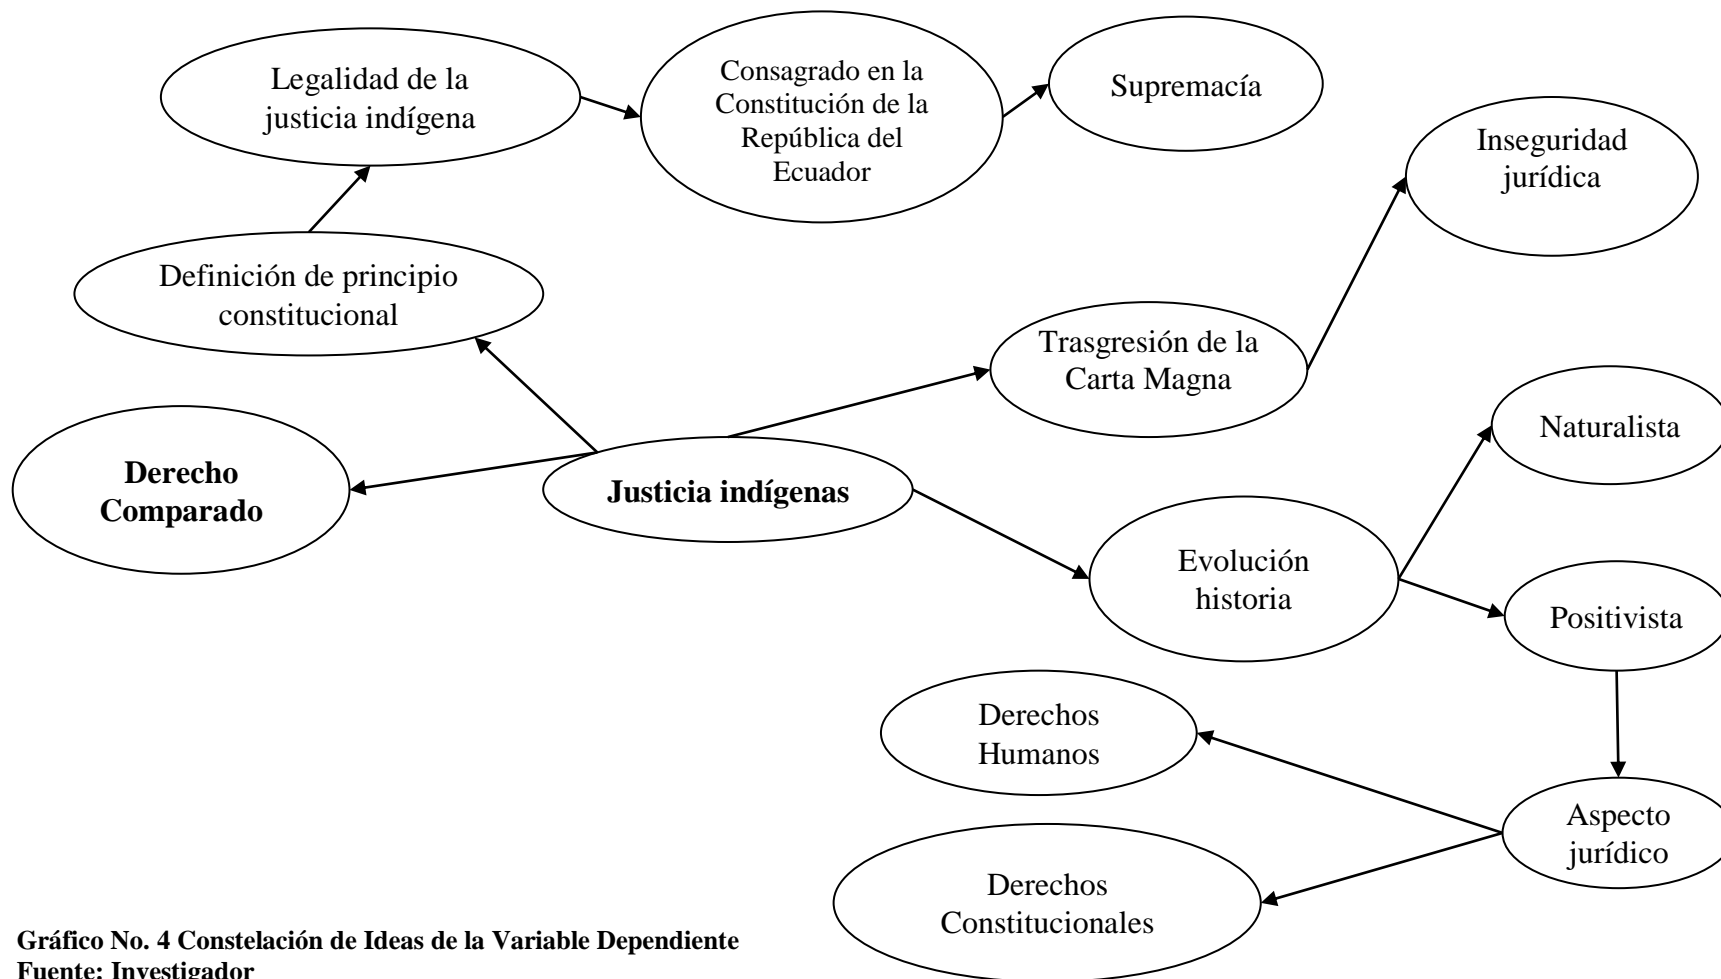 Legalidad de la
justicia indígena
Consagrado en la
Constitución de la
República del
Ecuador
Supremacía
Inseguridad
jurídica
Definición de principio
constitucional
Trasgresión de la
Carta Magna
Naturalista
Derecho
Comparado
Justicia indígenas
Evolución
historia
Positivista
Derechos
Humanos
Aspecto
jurídico
Derechos
Constitucionales
Gráfico No. 4 Constelación de Ideas de la Variable Dependiente
Fuente: Investigador